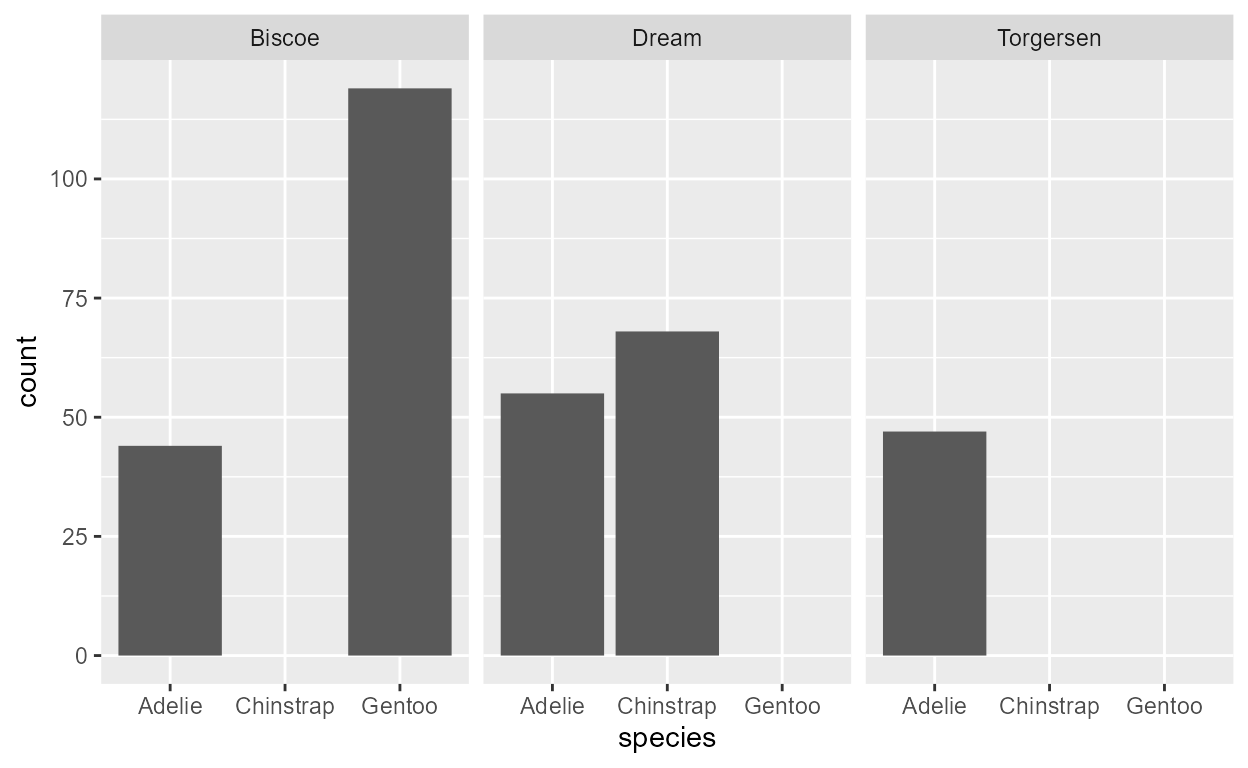 Biscoe Dream Torgersen
100
75
50
25
0
count
Adelie Chinstrap Gentoo Adelie Chinstrap Gentoo Adelie Chinstrap Gentoo
species